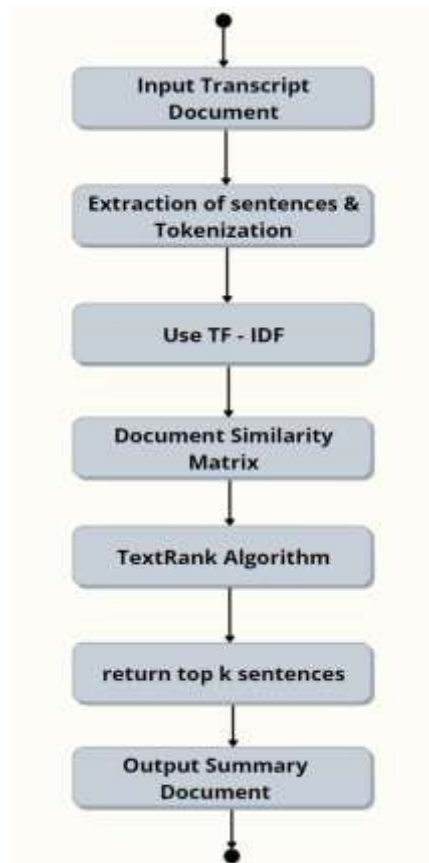 Input Transcript
Document
Extraction of sentences &
Tokenization
Use TF - IDF
Document Similarity
Matrix
TextRank Algorithm
return top k sentences
Output Summary
Document